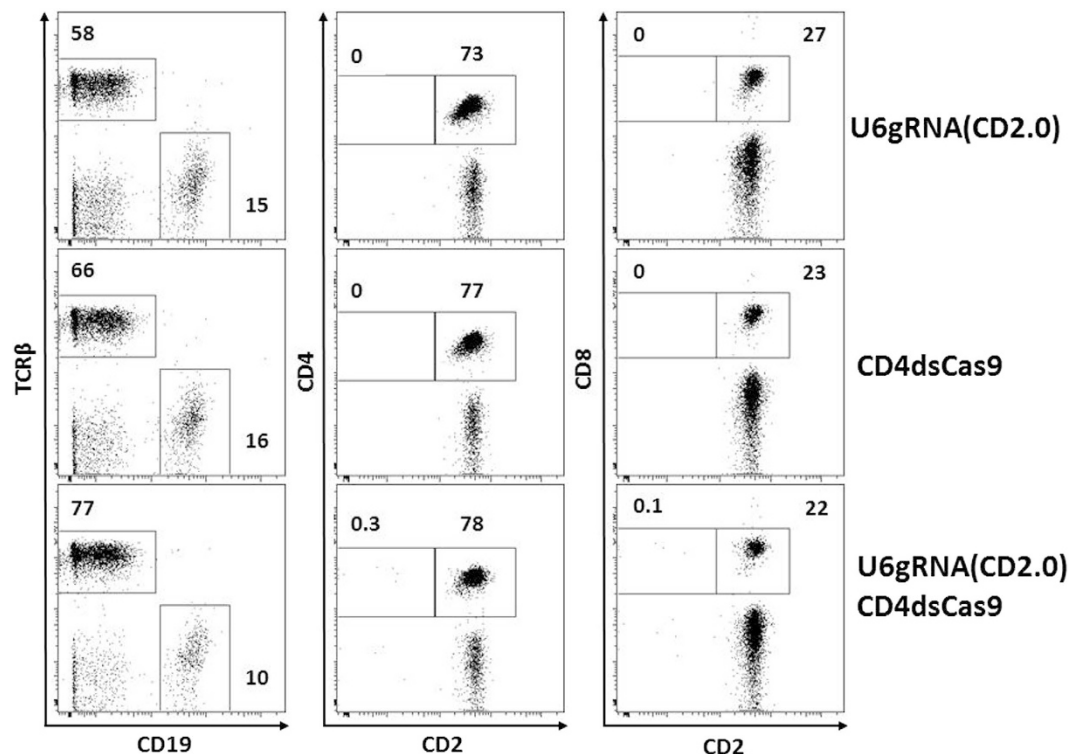 58
0
73
0
27
U6gRNA(CD2.0)
15
66
0
77
0
23
TCRβ
CD4
CD8
CD4dsCas9
16
77
0.3
78
0.1
22
U6gRNA(CD2.0)
CD4dsCas9
10
CD19
CD2
CD2